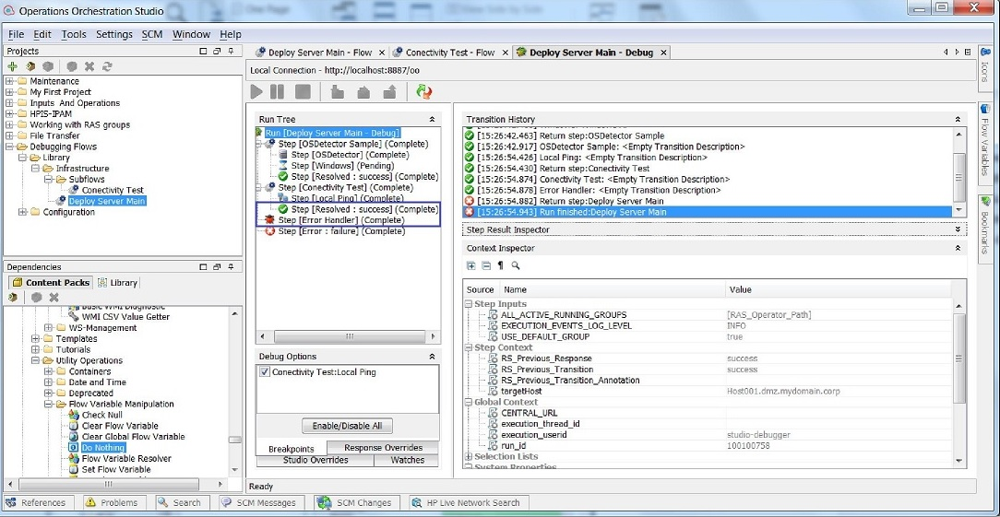 Operations Orchestration Studio
File Edit Tools Settings SCM Window Help
Projects
Maintenance
My First Project
Inputs And Operations
HPIS-IPAM
Working with RAS groups
File Transfer
Debugging Flows
Library
Infrastructure
Subflows
Conectivity Test
Deploy Server Main
Configuration
Dependencies
Content Packs Library
Basic WMI Diagnostic
WMI CSV Value Getter
WS-Management
Templates
Tutorials
Utility Operations
Containers
Date and Time
Deprecated
Flow Variable Manipulation
Check Null
Clear Flow Variable
Clear Global Flow Variable
Do Nothing
Flow Variable Resolver
Set Flow Variable
Deploy Server Main - Flow Conectivity Test - Flow Deploy Server Main - Debug
Local Connection - http://localhost:8887/oo
Run Tree
Run [Deploy Server Main - Debug]
Step [OSDetector Sample] (Complete)
Step [OSDetector] (Complete)
Step [Windows] (Pending)
Step [Resolved : success] (Complete)
Step [Conectivity Test] (Complete)
Step [Local Ping] (Complete)
Step [Resolved : success] (Complete)
Step [Error Handler] (Complete)
Step [Error : failure] (Complete)
Debug Options
Conectivity Test:Local Ping
Enable/Disable All
Breakpoints Response Overrides
Studio Overrides Watches
Transition History
[15:26:42.463] Return step:OSDetector Sample
[15:26:42.917] OSDetector Sample: <Empty Transition Description>
[15:26:54.426] Local Ping: <Empty Transition Description>
[15:26:54.430] Return step:Conectivity Test
[15:26:54.874] Conectivity Test: <Empty Transition Description>
[15:26:54.878] Error Handler: <Empty Transition Description>
[15:26:54.882] Return step:Deploy Server Main
[15:26:54.943] Run finished:Deploy Server Main
Step Result Inspector
Context Inspector
Source Name Value
Step Inputs
ALL_ACTIVE_RUNNING_GROUPS [RAS_Operator_Path]
EXECUTION_EVENTS_LOG_LEVEL INFO
USE_DEFAULT_GROUP true
Step Context
RS_Previous_Response success
RS_Previous_Transition success
RS_Previous_Transition_Annotation
targetHost Host001.dmz.mydomain.corp
Global Context
CENTRAL_URL
execution_thread_id
execution_userid studio-debugger
run_id 100100758
Selection Lists
System Properties
Icons
Flow Variables
Bookmarks
Ready
References Problems Search SCM Messages SCM Changes HP Live Network Search